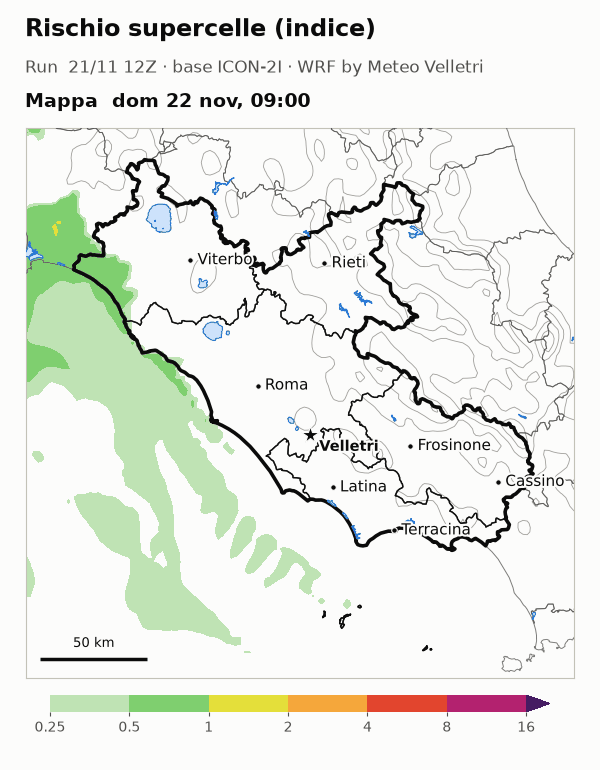 Rischio supercelle (indice)
Run  21/11 12Z · base ICON-2I · WRF by Meteo Velletri
Mappa  dom 22 nov, 09:00
Viterbo
Rieti
Roma
Velletri
Frosinone
Cassino
Latina
Terracina
50 km
0.25 0.5 1 2 4 8 16